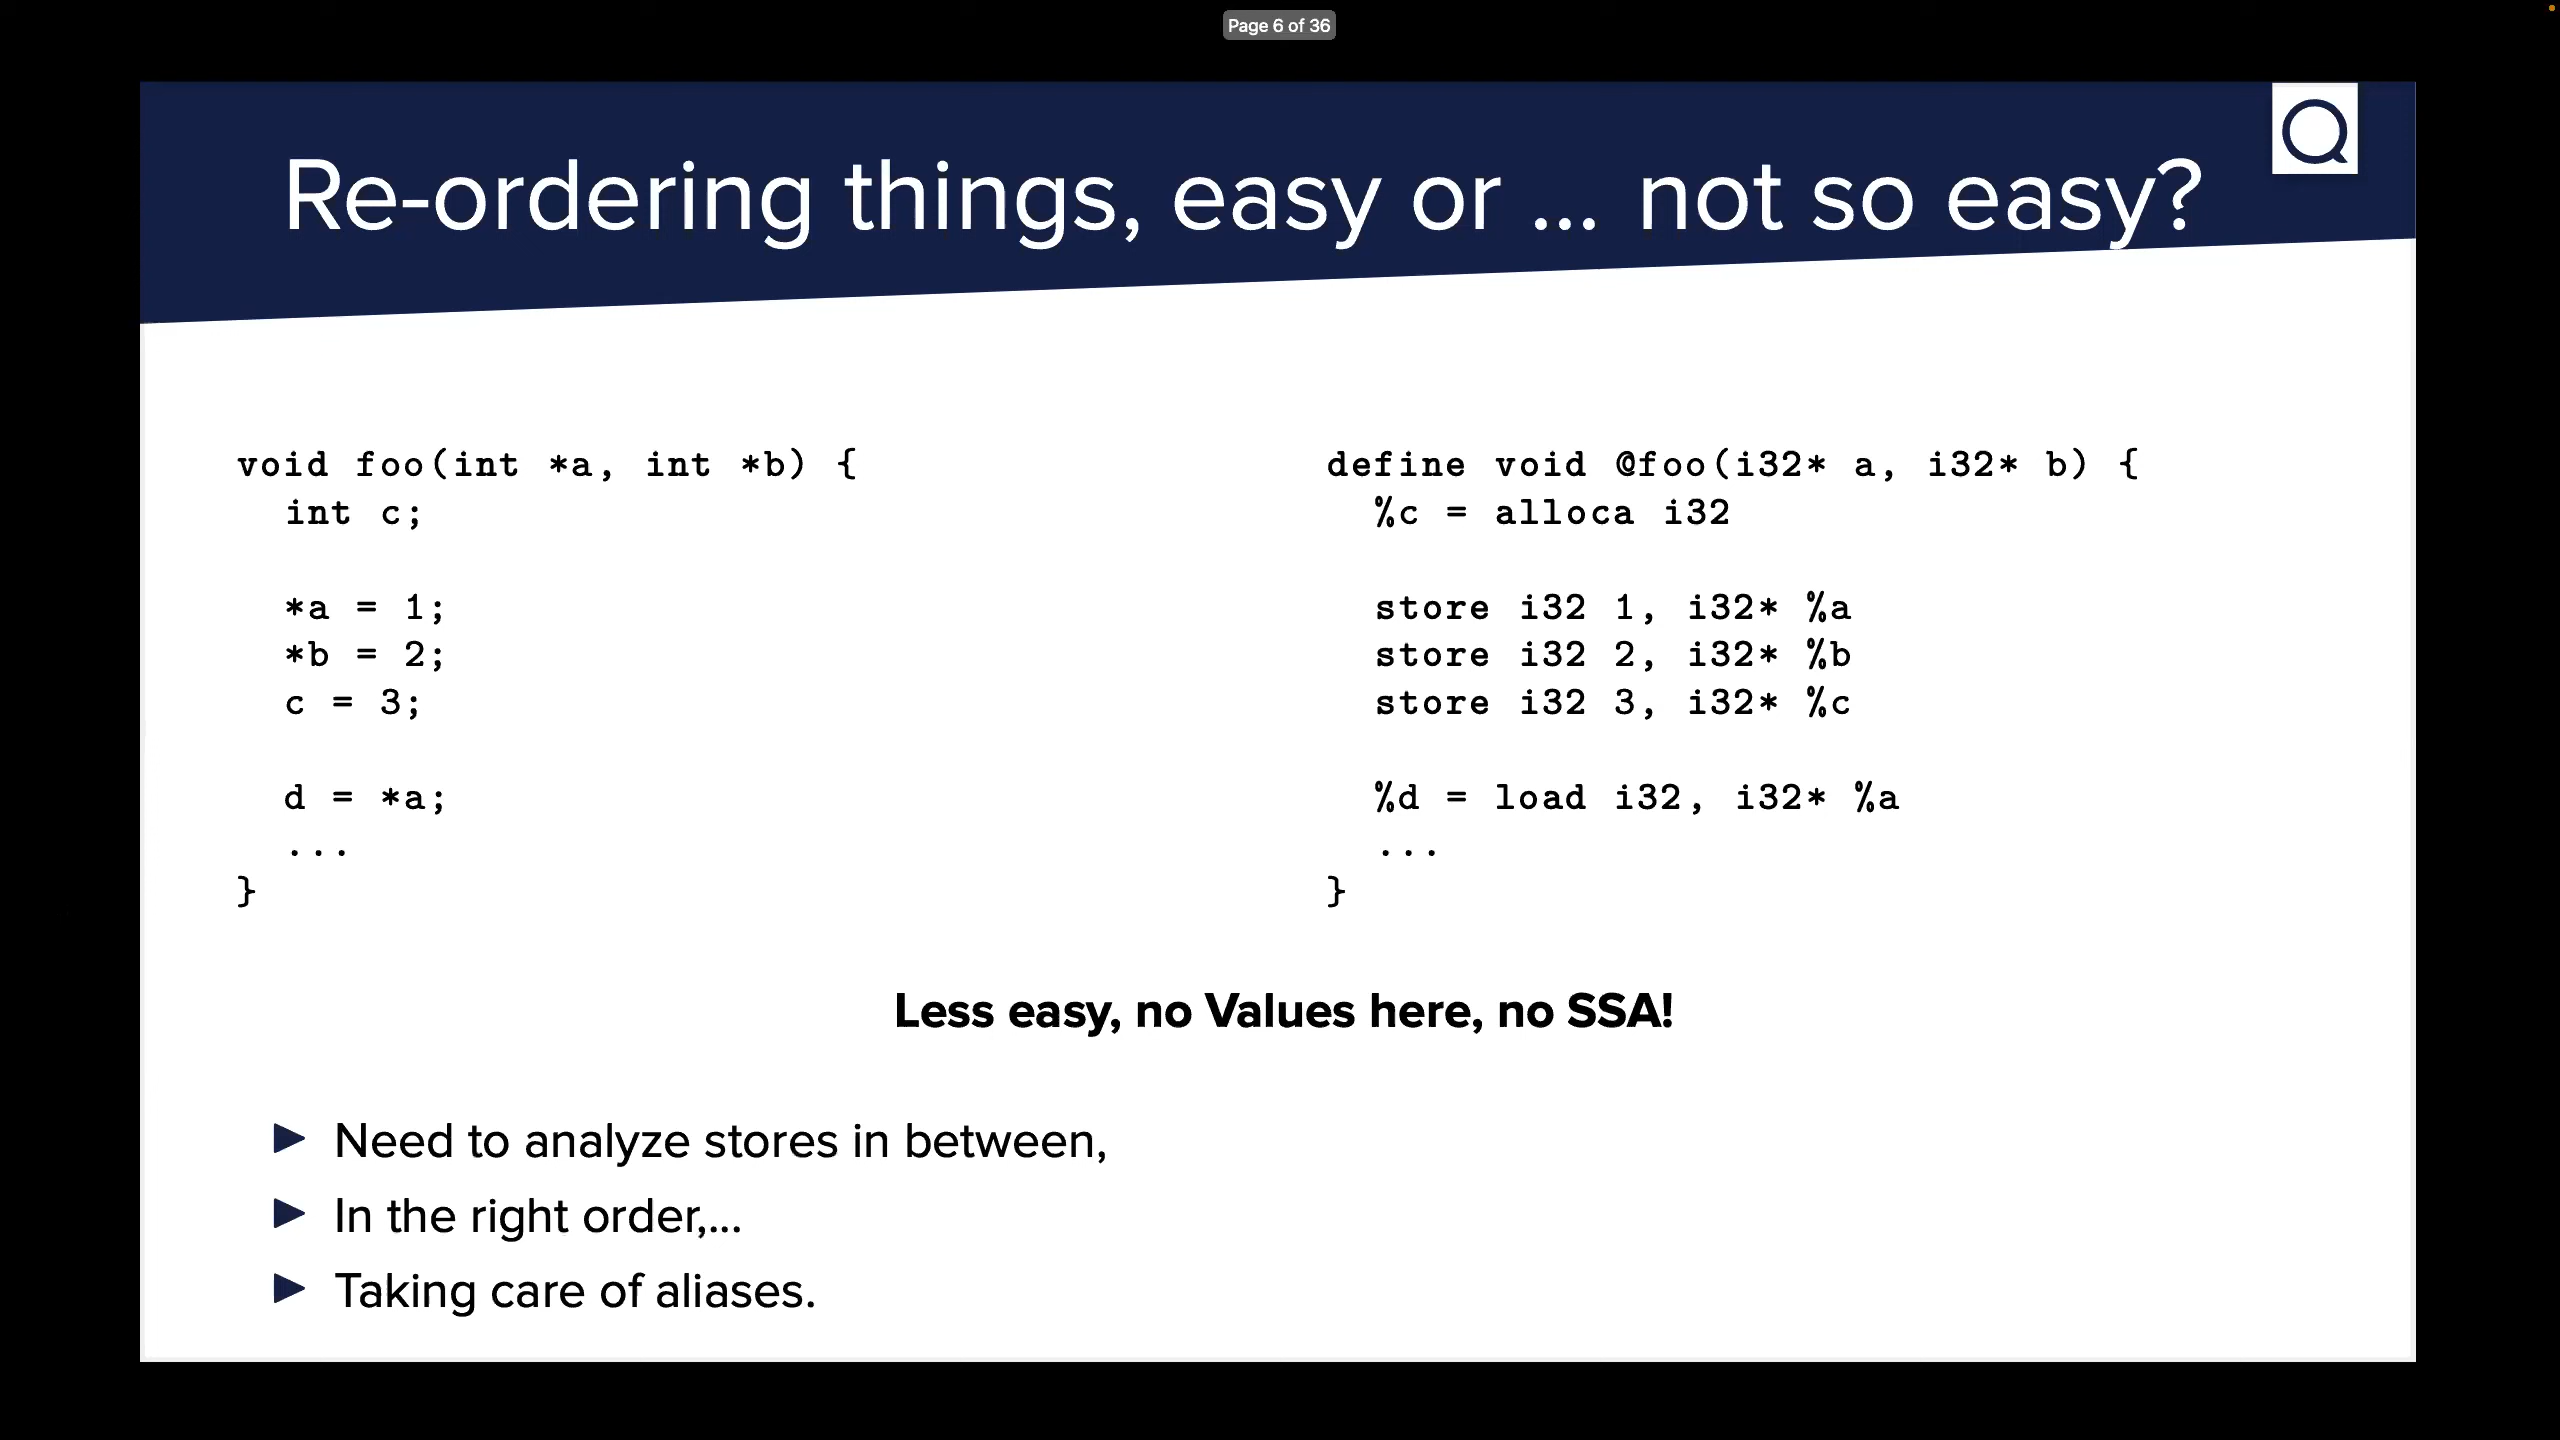 Page 6 of 36
Re-ordering things, easy or ... not so easy?
void foo(int *a, int *b) {
int c;
*a = 1;
*b = 2;
c = 3;
d = *a;
...
}
define void @foo(i32* a, i32* b) {
%c = alloca i32
store i32 1, i32* %a
store i32 2, i32* %b
store i32 3, i32* %c
%d = load i32, i32* %a
...
}
Less easy, no Values here, no SSA!
► Need to analyze stores in between,
► In the right order,...
► Taking care of aliases.